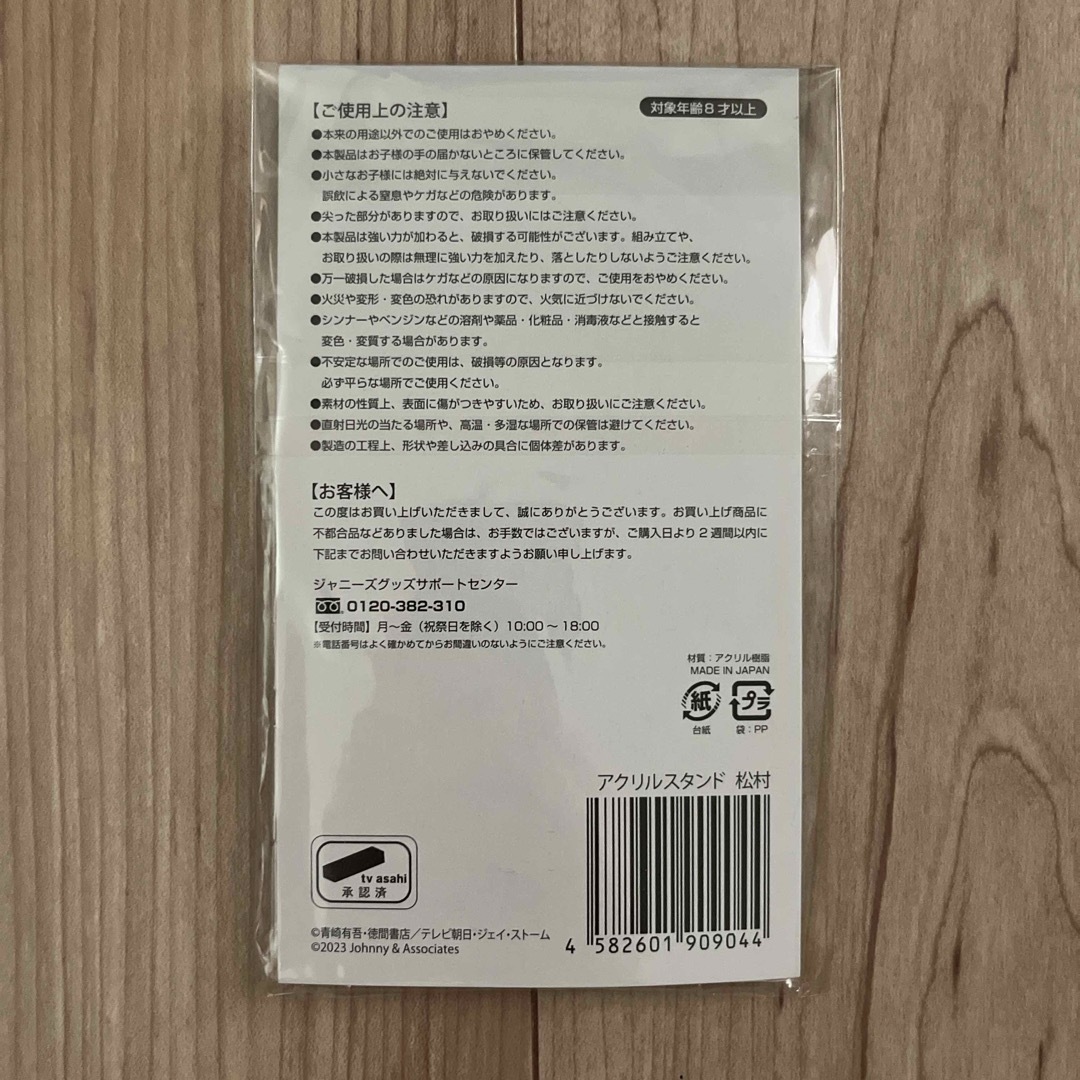 【ご使用上の注意】
対象年齢8才以上
●本来の用途以外でのご使用はおやめください。
●本製品はお子様の手の届かないところに保管してください。
●小さなお子様には絶対に与えないでください。
誤飲による窒息やケガなどの危険があります。
●尖った部分がありますので、お取り扱いにはご注意ください。
●本製品は強い力が加わると、破損する可能性がございます。組み立てや、
お取り扱いの際は無理に強い力を加えたり、落としたりしないようご注意ください。
●万一破損した場合はケガなどの原因になりますので、ご使用をおやめください。
●火災や変形・変色の恐れがありますので、火気に近づけないでください。
●シンナーやベンジンなどの溶剤や薬品・化粧品・消毒液などと接触すると
変色・変質する場合があります。
●不安定な場所でのご使用は、破損等の原因となります。
必ず平らな場所でご使用ください。
●素材の性質上、表面に傷がつきやすいため、お取り扱いにご注意ください。
●直射日光の当たる場所や、高温・多湿な場所での保管は避けてください。
●製造の工程上、形状や差し込みの具合に個体差があります。
【お客様へ】
この度はお買い上げいただきまして、誠にありがとうございます。お買い上げ商品に
不都合品などありました場合は、お手数ではございますが、ご購入日より2週間以内に
下記までお問い合わせいただきますようお願い申し上げます。
ジャニーズグッズサポートセンター
0120-382-310
【受付時間】月〜金（祝祭日を除く）10:00〜18:00
※電話番号はよく確かめてからお間違いのないようにご注意ください。
材質：アクリル樹脂
MADE IN JAPAN
紙 プラ
台紙 袋：PP
アクリルスタンド 松村
tv asahi
承認済
4 582601 909044
©青崎有吾・徳間書店／テレビ朝日・ジェイ・ストーム
©2023 Johnny & Associates